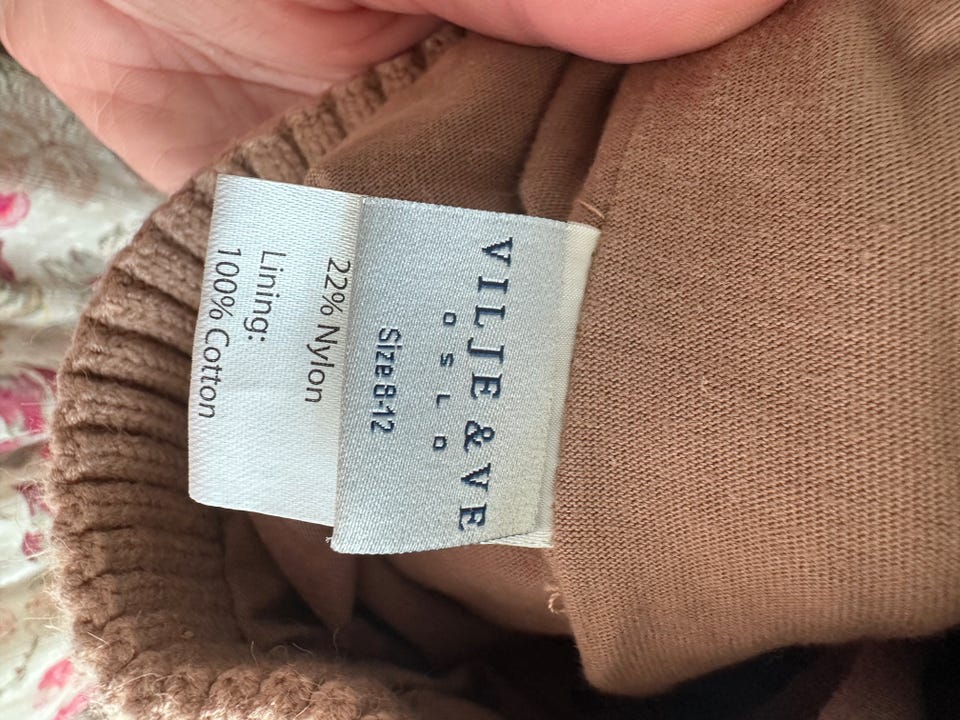 VILJE & VE
OSLO
Size 8-12
22% Nylon
Lining:
100% Cotton